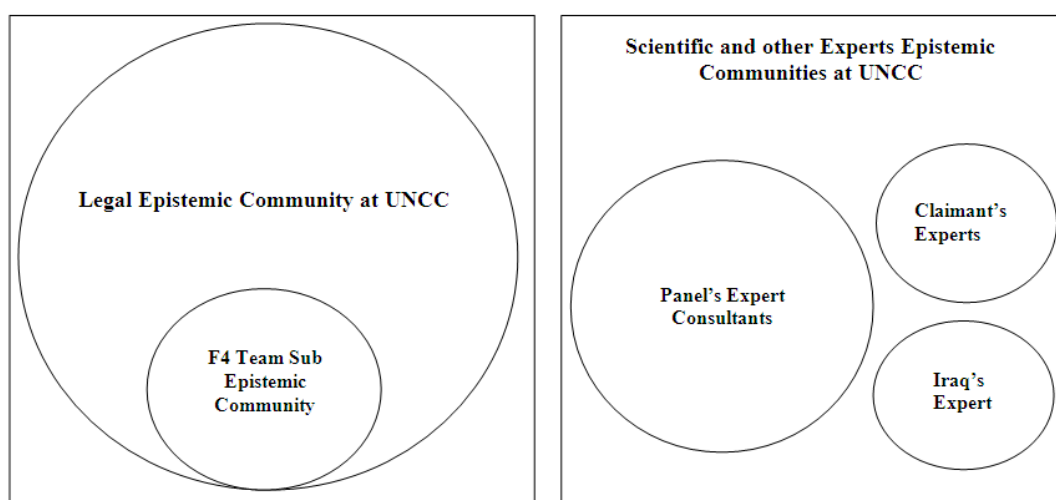 Legal Epistemic Community at UNCC
F4 Team Sub
Epistemic
Community
Scientific and other Experts Epistemic
Communities at UNCC
Panel’s Expert
Consultants
Claimant’s
Experts
Iraq’s
Expert